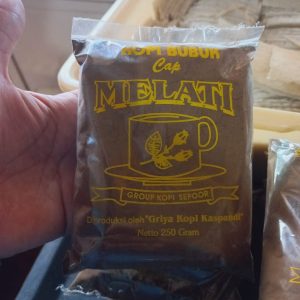 KOPI BUBUK
Cap
MELATI
GROUP KOPI SEFOOR
Diproduksi oleh "Griya Kopi Kaspandi"
Netto 250 Gram